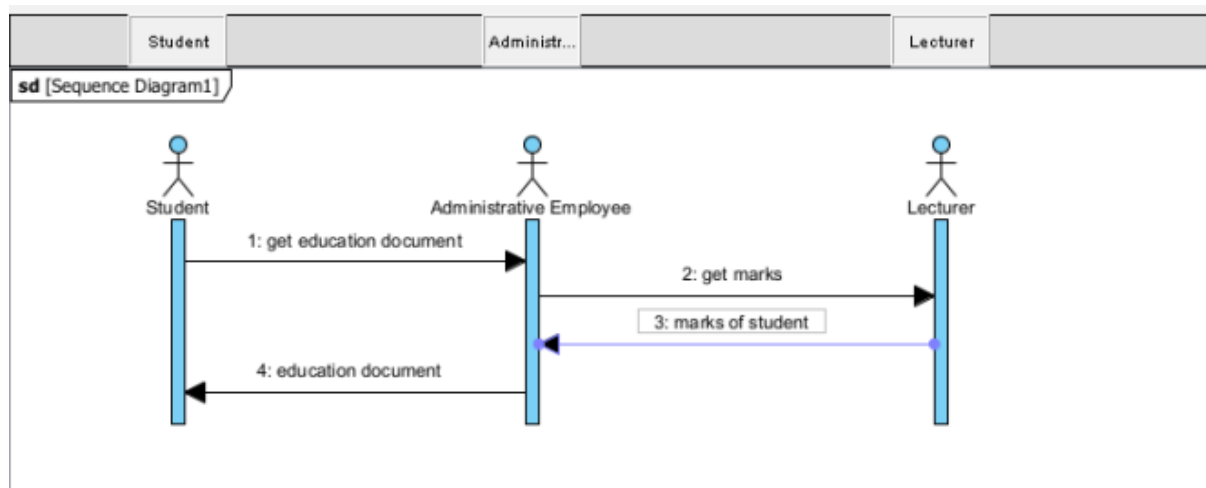 Student
Administr...
Lecturer
sd [Sequence Diagram1]
Student
Administrative Employee
Lecturer
1: get education document
2: get marks
3: marks of student
4: education document